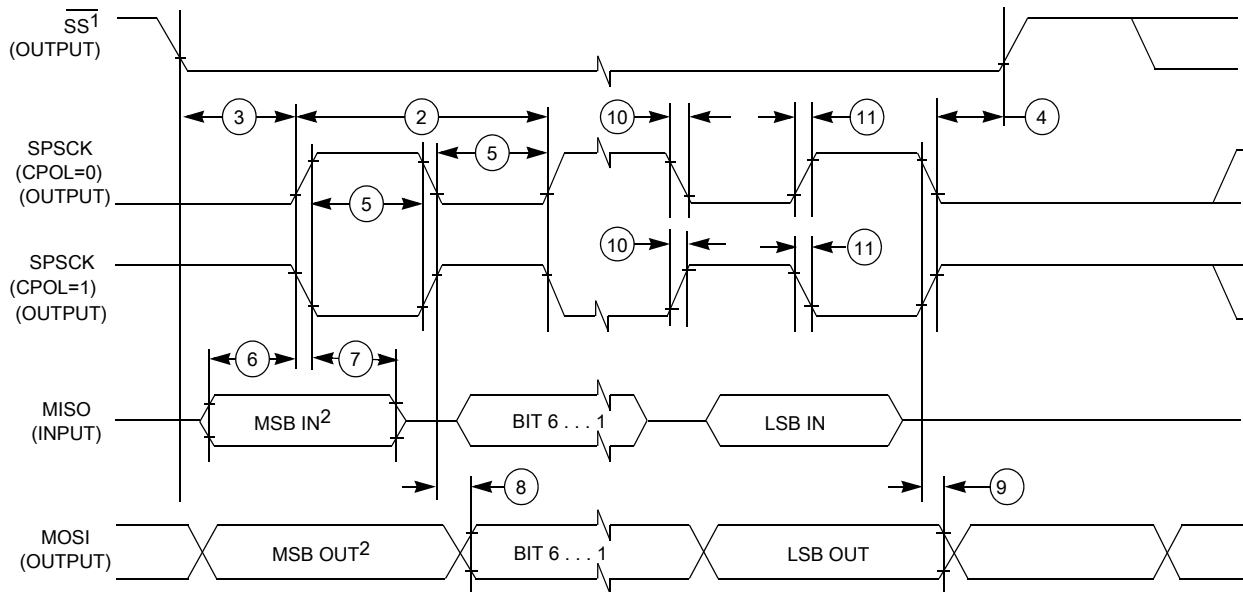 SS¹
(OUTPUT)
3
2
10
11
4
SPSCK
(CPOL=0)
(OUTPUT)
5
5
SPSCK
(CPOL=1)
(OUTPUT)
10
11
6
7
MISO
(INPUT)
MSB IN²
BIT 6 . . . 1
LSB IN
8
9
MOSI
(OUTPUT)
MSB OUT²
BIT 6 . . . 1
LSB OUT